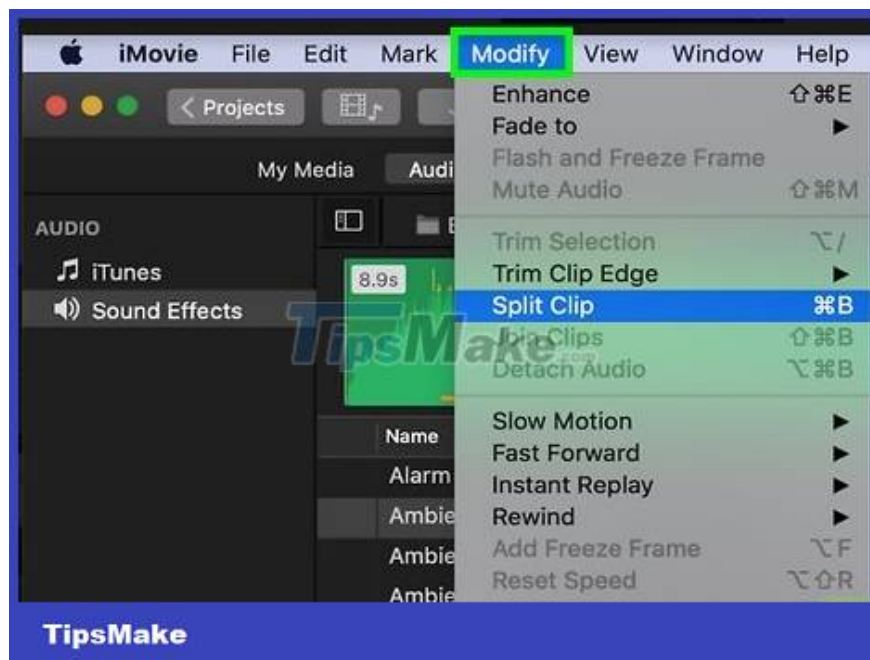 iMovie File Edit Mark Modify View Window Help
Projects
Enhance ⇧⌘E
Fade to ▶
Flash and Freeze Frame
Mute Audio ⇧⌘M
My Media Audi
AUDIO
iTunes
Sound Effects
8.9s
Trim Selection ⌥/
Trim Clip Edge ▶
Split Clip ⌘B
Join Clips ⇧⌘B
Detach Audio ⌥⌘B
TipsMake.com
Slow Motion ▶
Fast Forward ▶
Instant Replay ▶
Rewind ▶
Add Freeze Frame ⌥F
Reset Speed ⌥⇧R
Name
Alarm
Ambie
Ambie
Ambie
TipsMake